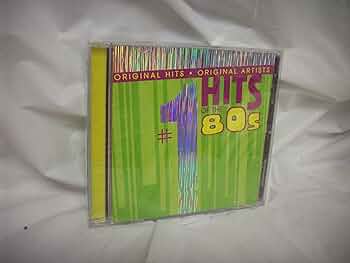 ORIGINAL HITS • ORIGINAL ARTISTS
#1 HITS
OF THE
80s